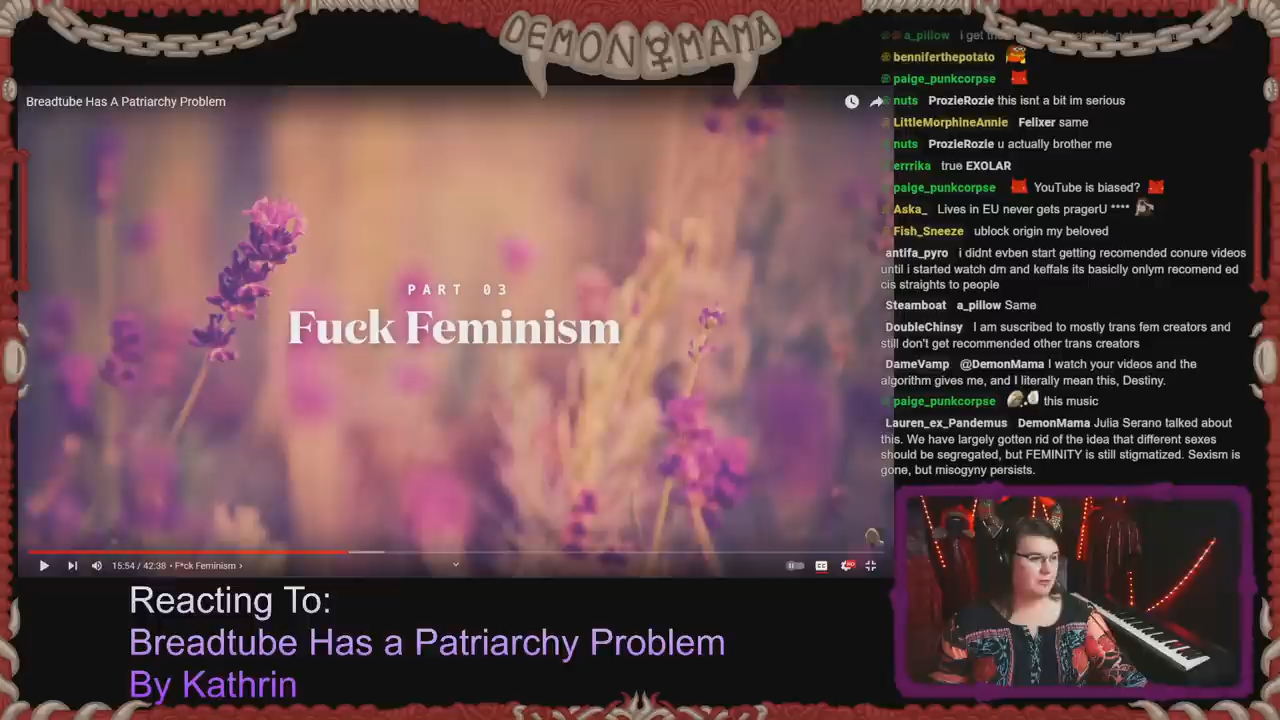 DEMON MAMA
Breadtube Has A Patriarchy Problem
PART 03
Fuck Feminism
15:54 / 42:38 • F*ck Feminism ›
Reacting To:
Breadtube Has a Patriarchy Problem
By Kathrin
a_pillow i get
benniferthepotato
paige_punkcorpse
nuts ProzieRozie this isnt a bit im serious
LittleMorphineAnnie Felixer same
nuts ProzieRozie u actually brother me
errrika true EXOLAR
paige_punkcorpse YouTube is biased?
Aska_ Lives in EU never gets pragerU ****
Fish_Sneeze ublock origin my beloved
antifa_pyro i didnt evben start getting recomended conure videos
until i started watch dm and keffals its basiclly onlym recomend ed
cis straights to people
Steamboat a_pillow Same
DoubleChinsy I am suscribed to mostly trans fem creators and
still don't get recommended other trans creators
DameVamp @DemonMama I watch your videos and the
algorithm gives me, and I literally mean this, Destiny.
paige_punkcorpse this music
Lauren_ex_Pandemus DemonMama Julia Serano talked about
this. We have largely gotten rid of the idea that different sexes
should be segregated, but FEMINITY is still stigmatized. Sexism is
gone, but misogyny persists.